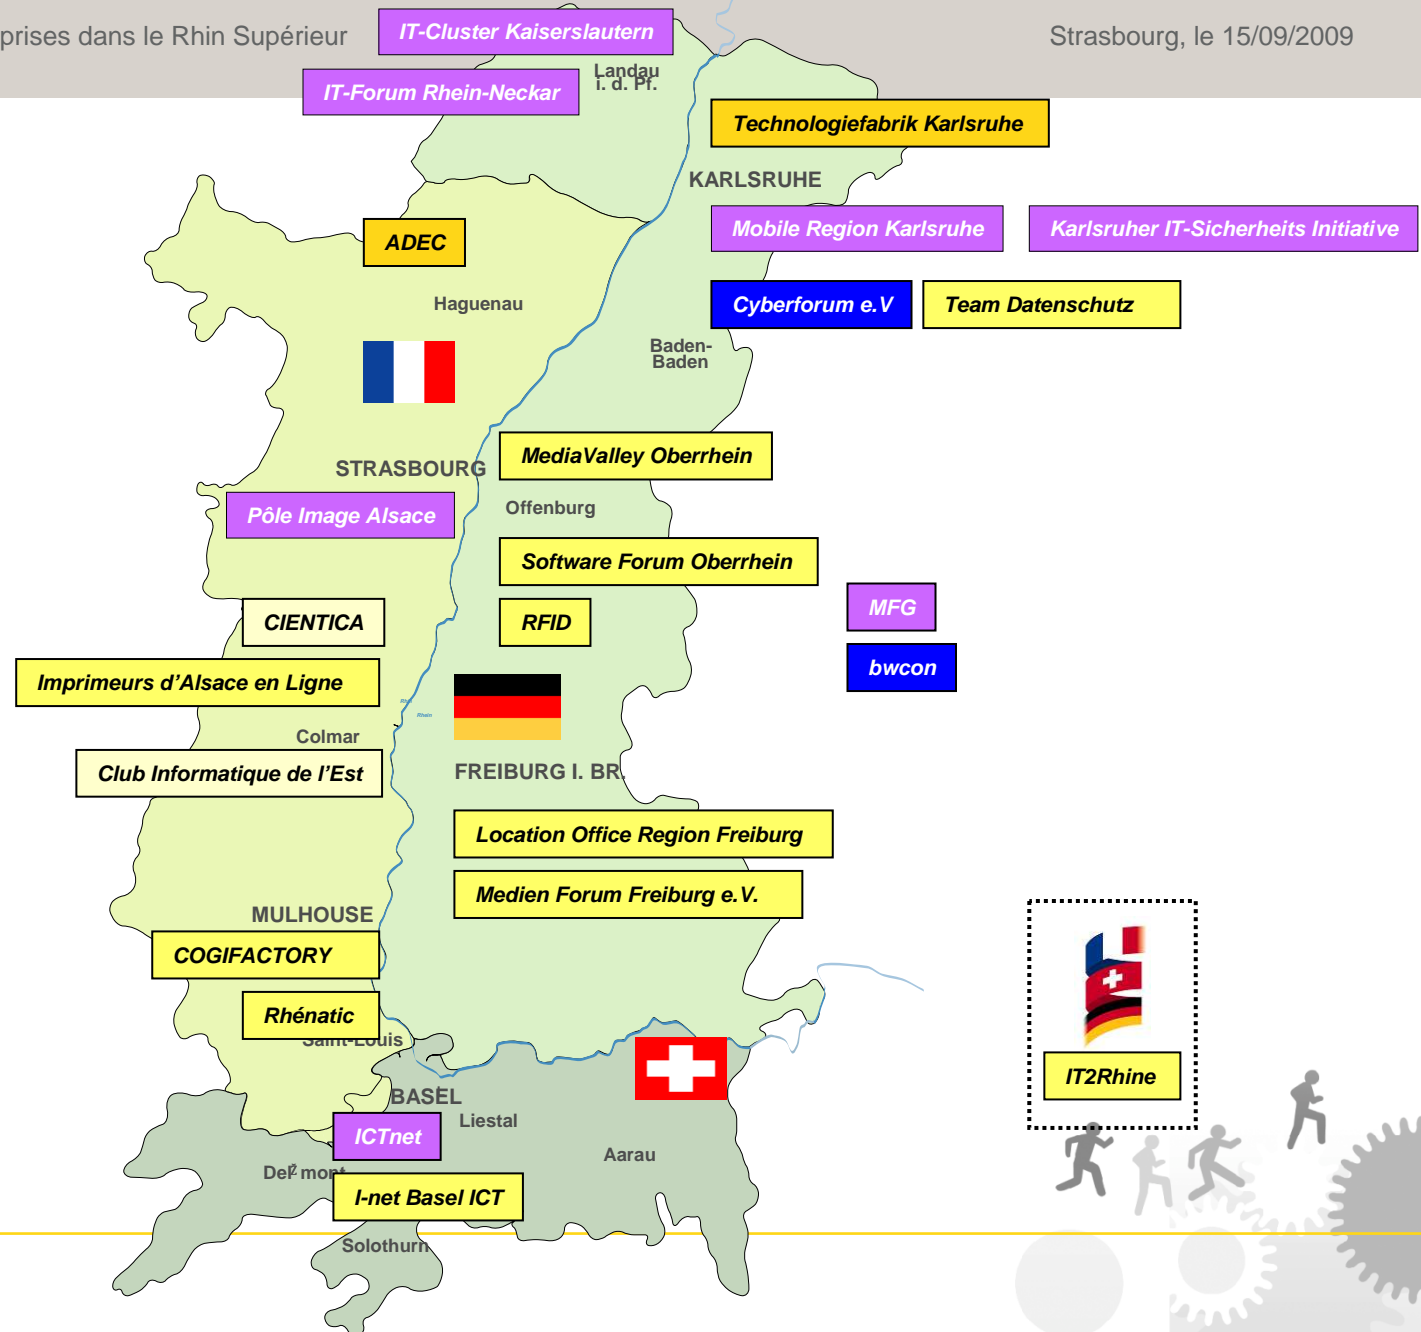 prises dans le Rhin Supérieur
Strasbourg, le 15/09/2009
IT-Cluster Kaiserslautern
Landau
i. d. Pf.
IT-Forum Rhein-Neckar
Technologiefabrik Karlsruhe
KARLSRUHE
Mobile Region Karlsruhe
Karlsruher IT-Sicherheits Initiative
ADEC
Haguenau
Cyberforum e.V
Team Datenschutz
Baden-
Baden
MediaValley Oberrhein
STRASBOURG
Pôle Image Alsace
Offenburg
Software Forum Oberrhein
MFG
CIENTICA
RFID
bwcon
Imprimeurs d’Alsace en Ligne
Rhein
Colmar
Club Informatique de l’Est
FREIBURG I. BR.
Location Office Region Freiburg
Medien Forum Freiburg e.V.
MULHOUSE
COGIFACTORY
Rhénatic
Saint-Louis
IT2Rhine
BASEL
Liestal
ICTnet
Aarau
I-net Basel ICT
Solothurn